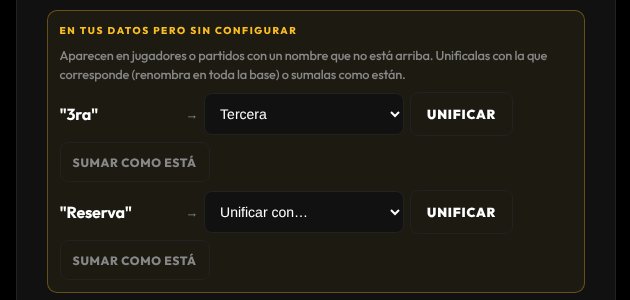 EN TUS DATOS PERO SIN CONFIGURAR
Aparecen en jugadores o partidos con un nombre que no está arriba. Unificalas con la que
corresponde (renombra en toda la base) o sumalas como están.
"3ra" → Tercera UNIFICAR
SUMAR COMO ESTÁ
"Reserva" → Unificar con... UNIFICAR
SUMAR COMO ESTÁ